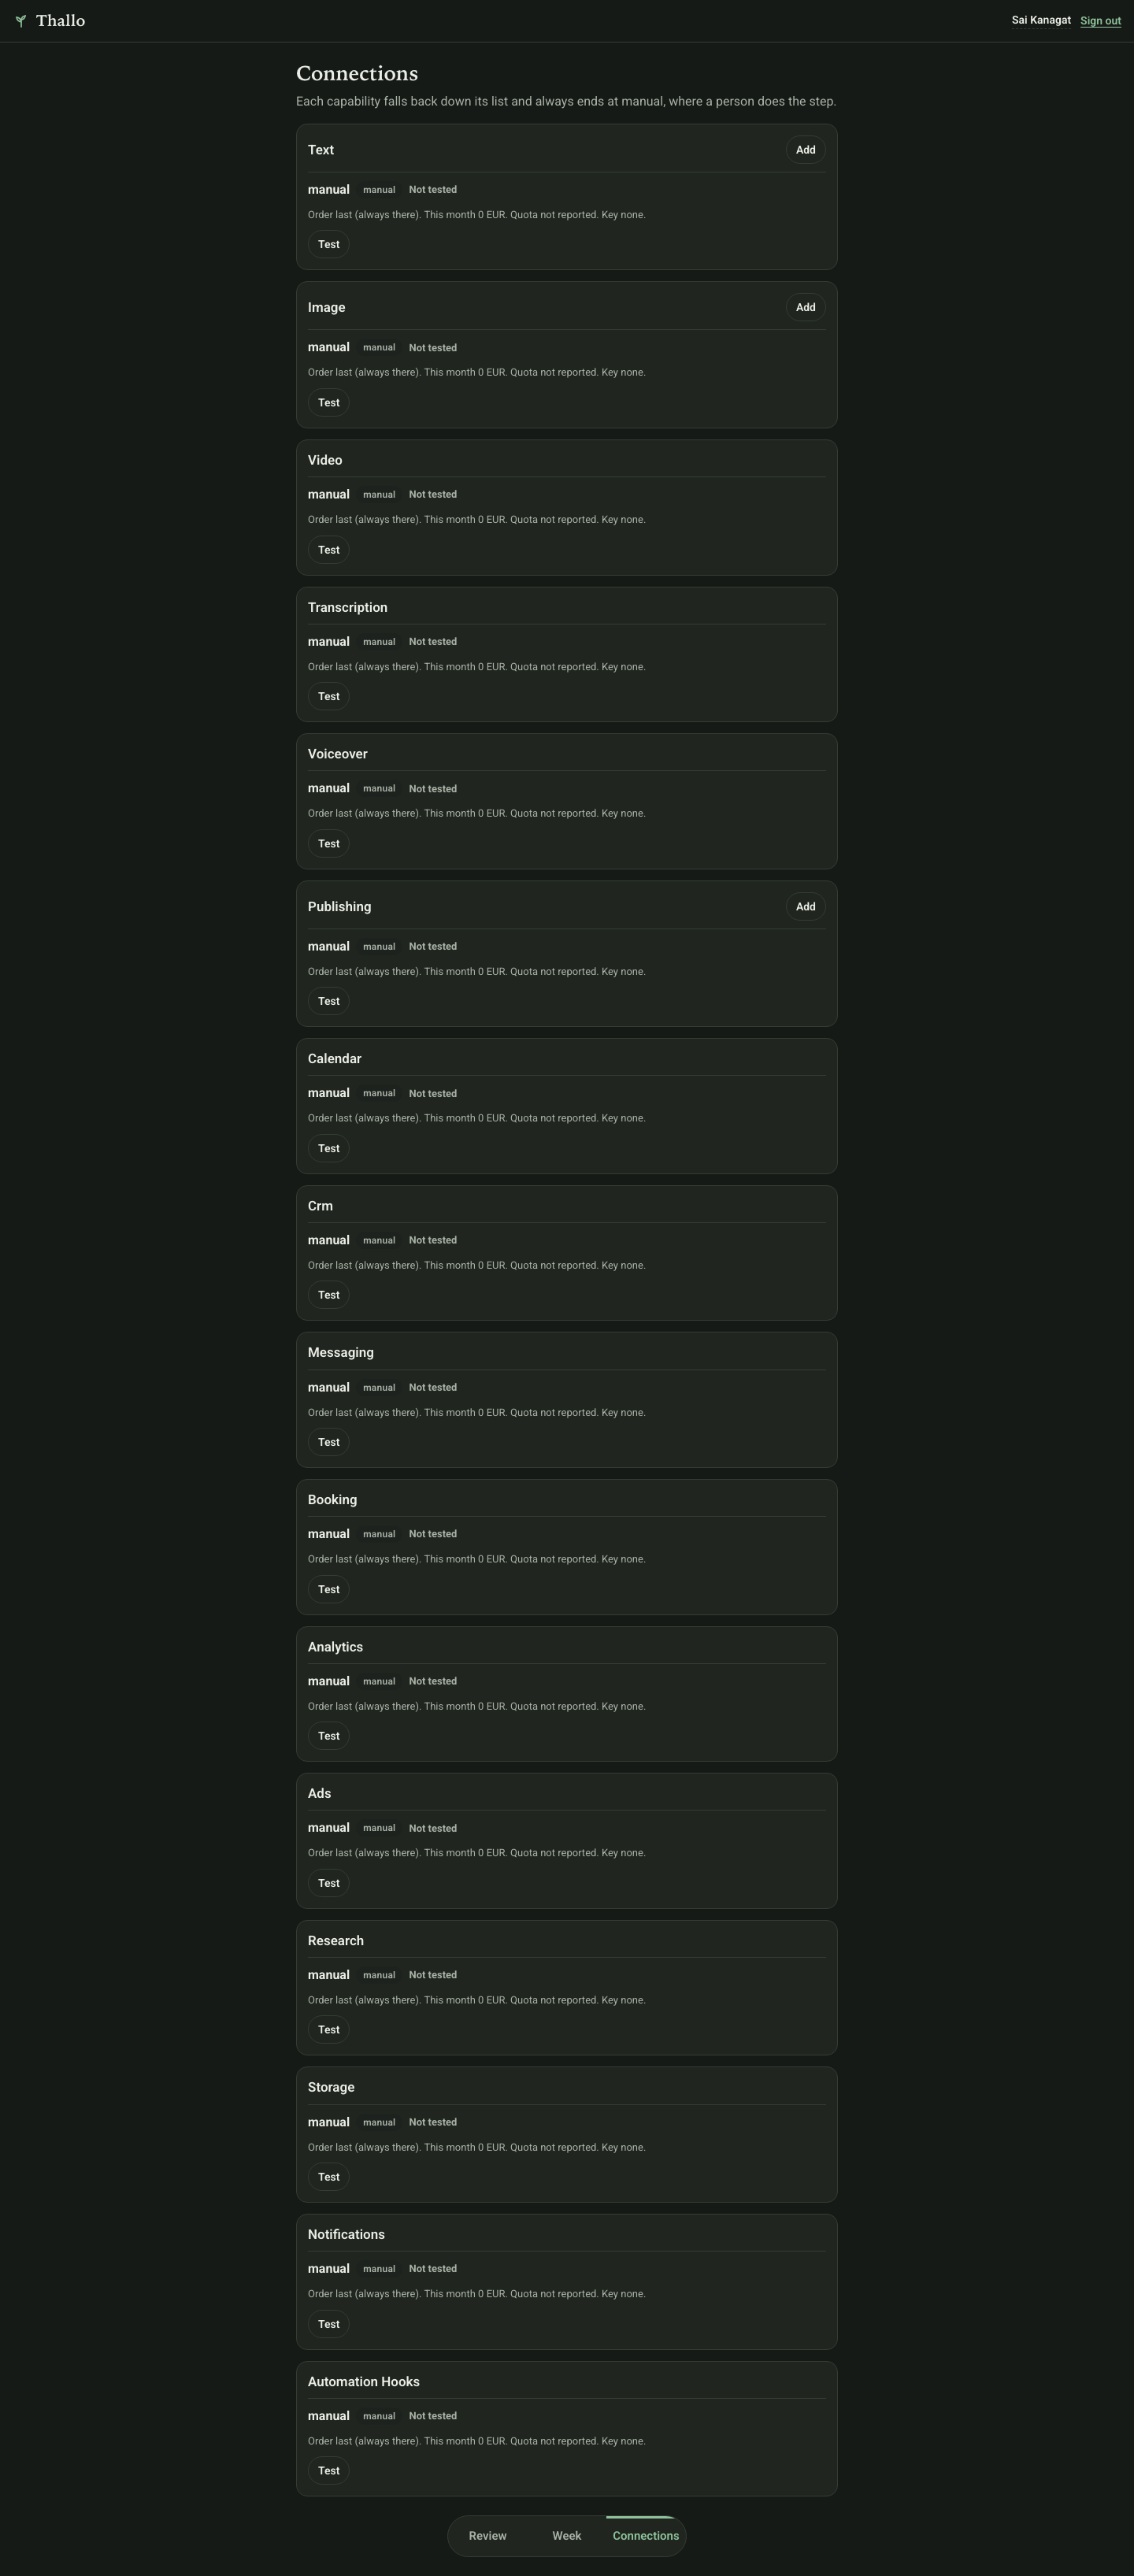 Thallo
Sai Kanagat Sign out
Connections
Each capability falls back down its list and always ends at manual, where a person does the step.
Text Add
manual manual Not tested
Order last (always there). This month 0 EUR. Quota not reported. Key none.
Test
Image Add
manual manual Not tested
Order last (always there). This month 0 EUR. Quota not reported. Key none.
Test
Video
manual manual Not tested
Order last (always there). This month 0 EUR. Quota not reported. Key none.
Test
Transcription
manual manual Not tested
Order last (always there). This month 0 EUR. Quota not reported. Key none.
Test
Voiceover
manual manual Not tested
Order last (always there). This month 0 EUR. Quota not reported. Key none.
Test
Publishing Add
manual manual Not tested
Order last (always there). This month 0 EUR. Quota not reported. Key none.
Test
Calendar
manual manual Not tested
Order last (always there). This month 0 EUR. Quota not reported. Key none.
Test
Crm
manual manual Not tested
Order last (always there). This month 0 EUR. Quota not reported. Key none.
Test
Messaging
manual manual Not tested
Order last (always there). This month 0 EUR. Quota not reported. Key none.
Test
Booking
manual manual Not tested
Order last (always there). This month 0 EUR. Quota not reported. Key none.
Test
Analytics
manual manual Not tested
Order last (always there). This month 0 EUR. Quota not reported. Key none.
Test
Ads
manual manual Not tested
Order last (always there). This month 0 EUR. Quota not reported. Key none.
Test
Research
manual manual Not tested
Order last (always there). This month 0 EUR. Quota not reported. Key none.
Test
Storage
manual manual Not tested
Order last (always there). This month 0 EUR. Quota not reported. Key none.
Test
Notifications
manual manual Not tested
Order last (always there). This month 0 EUR. Quota not reported. Key none.
Test
Automation Hooks
manual manual Not tested
Order last (always there). This month 0 EUR. Quota not reported. Key none.
Test
Review Week Connections